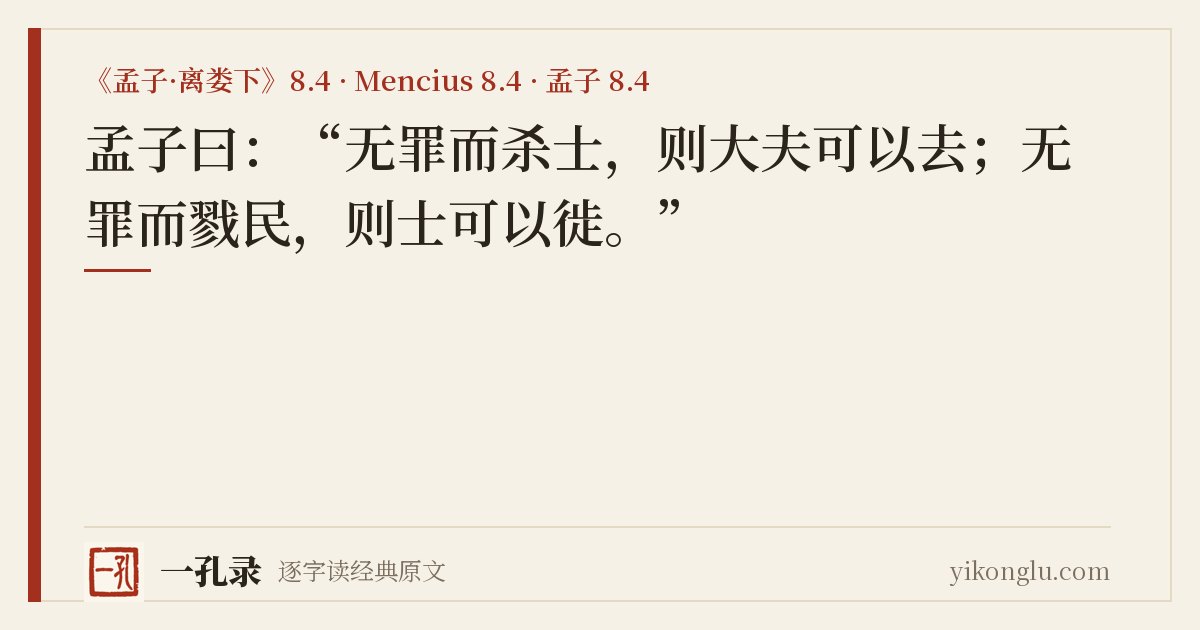 《孟子·离娄下》8.4 · Mencius 8.4 · 孟子 8.4
孟子曰：“无罪而杀士，则大夫可以去；无
罪而戮民，则士可以徙。”
一孔
一孔录 逐字读经典原文
yikonglu.com